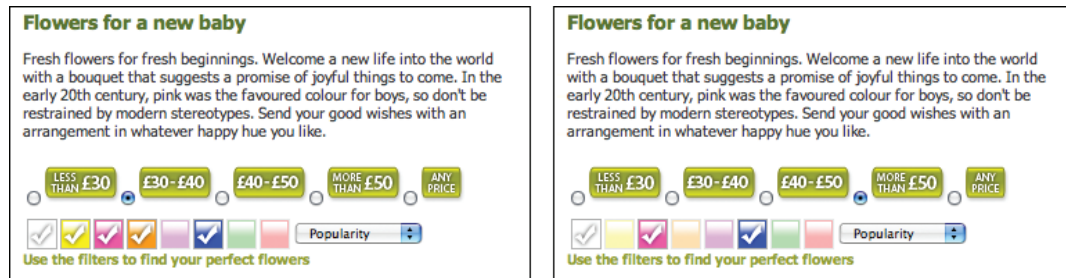 Flowers for a new baby
Fresh flowers for fresh beginnings. Welcome a new life into the world
with a bouquet that suggests a promise of joyful things to come. In the
early 20th century, pink was the favoured colour for boys, so don't be
restrained by modern stereotypes. Send your good wishes with an
arrangement in whatever happy hue you like.
LESS THAN £30 £30-£40 £40-£50 MORE THAN £50 ANY PRICE
Popularity
Use the filters to find your perfect flowers
Flowers for a new baby
Fresh flowers for fresh beginnings. Welcome a new life into the world
with a bouquet that suggests a promise of joyful things to come. In the
early 20th century, pink was the favoured colour for boys, so don't be
restrained by modern stereotypes. Send your good wishes with an
arrangement in whatever happy hue you like.
LESS THAN £30 £30-£40 £40-£50 MORE THAN £50 ANY PRICE
Popularity
Use the filters to find your perfect flowers